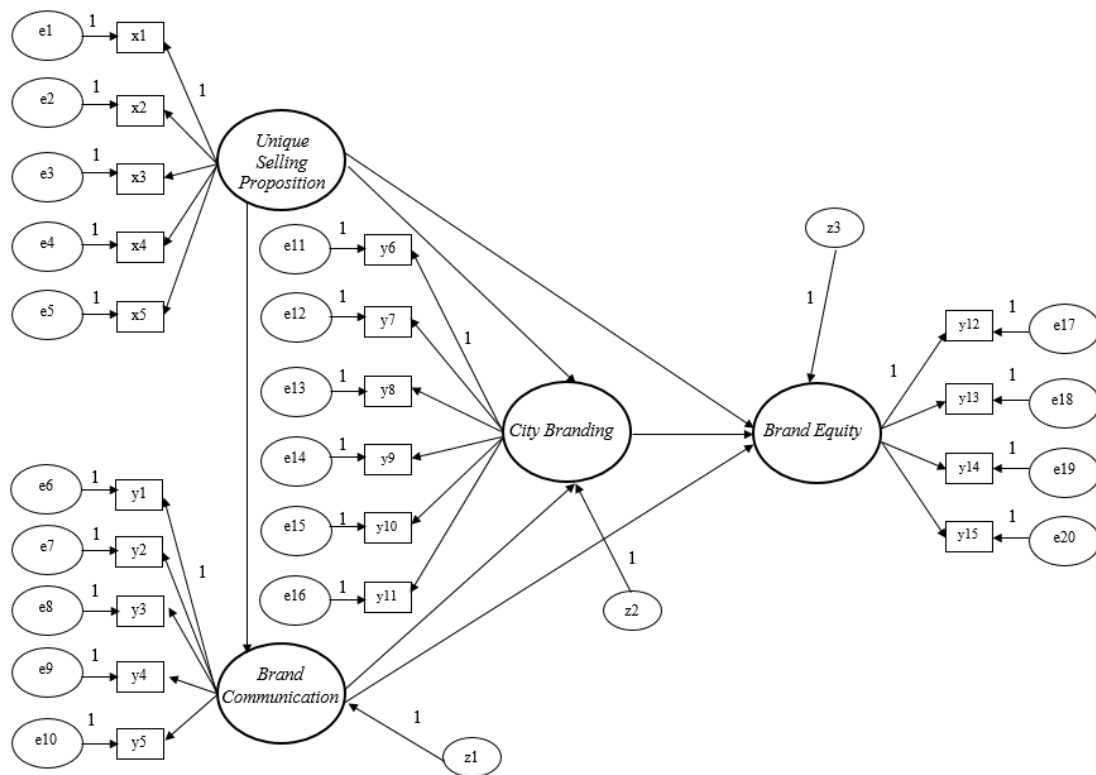 e1 1 x1
e2 1 x2
e3 1 x3
e4 1 x4
e5 1 x5
1
Unique
Selling
Proposition
e11 1 y6
e12 1 y7
e13 1 y8
e14 1 y9
e15 1 y10
e16 1 y11
1
City Branding
z3
1
Brand Equity
1
y12 1 e17
y13 1 e18
y14 1 e19
y15 1 e20
e6 1 y1
e7 1 y2
e8 1 y3
e9 1 y4
e10 1 y5
1
Brand
Communication
1
z2
1
z1